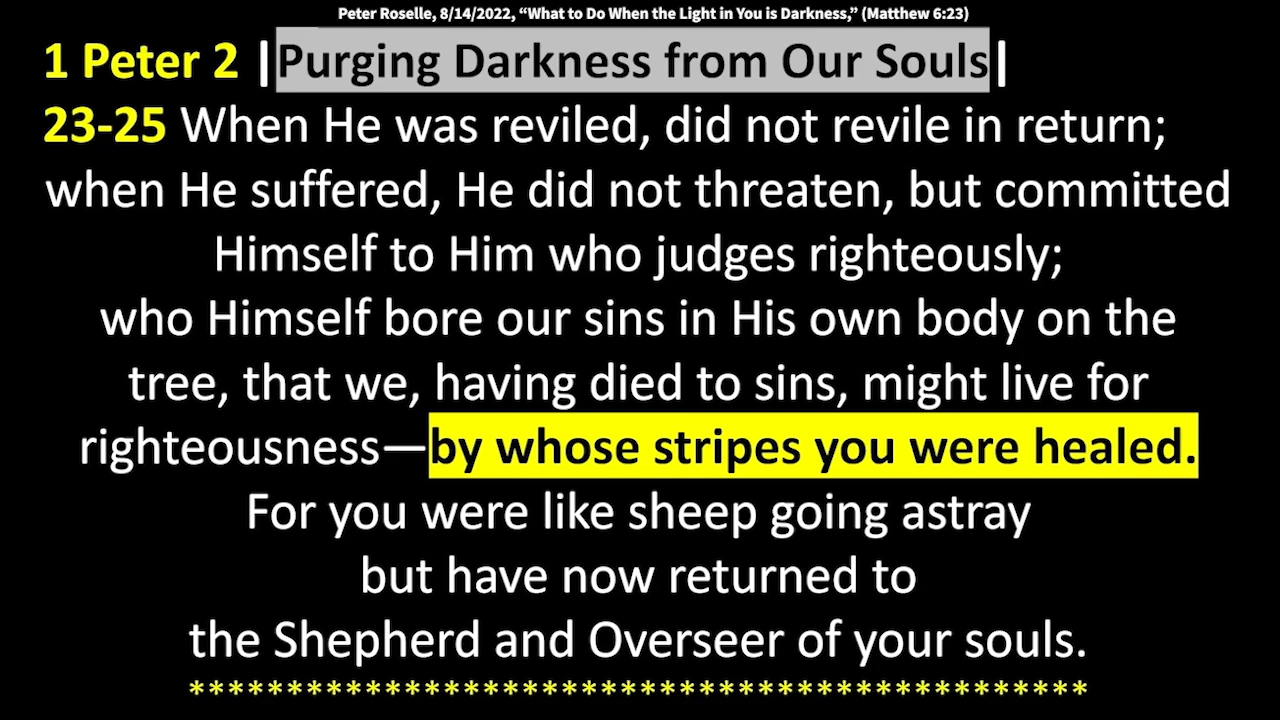 Peter Roselle, 8/14/2022, “What to Do When the Light in You is Darkness,” (Matthew 6:23)
1 Peter 2 |Purging Darkness from Our Souls|
23-25 When He was reviled, did not revile in return;
when He suffered, He did not threaten, but committed
Himself to Him who judges righteously;
who Himself bore our sins in His own body on the
tree, that we, having died to sins, might live for
righteousness—by whose stripes you were healed.
For you were like sheep going astray
but have now returned to
the Shepherd and Overseer of your souls.
**********************************************